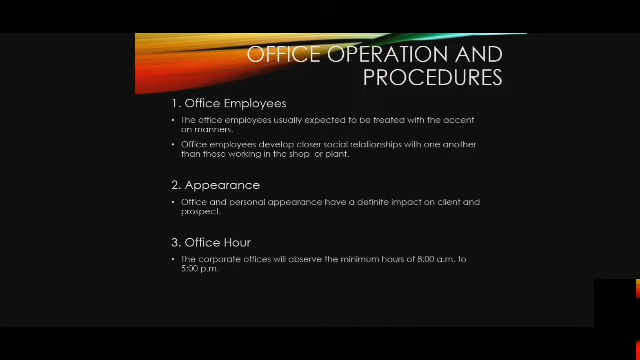 OFFICE OPERATION AND
PROCEDURES
1. Office Employees
• The office employees usually expected to be treated with the accent
on manners.
• Office employees develop closer social relationships with one another
than those working in the shop or plant.
2. Appearance
• Office and personal appearance have a definite impact on client and
prospect.
3. Office Hour
• The corporate offices will observe the minimum hours of 8:00 a.m. to
5:00 p.m.